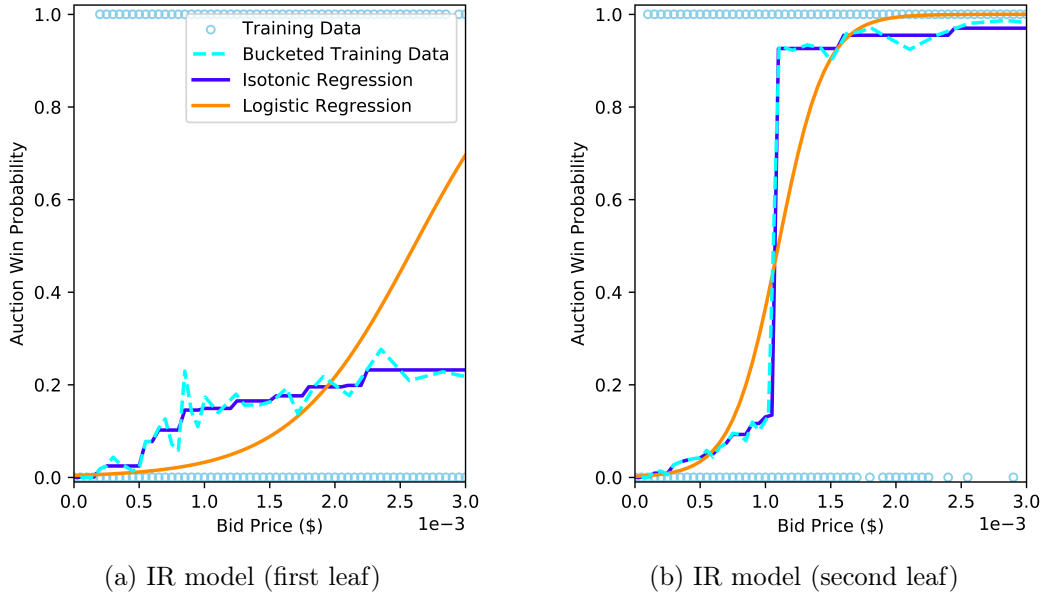 1.0
0.8
0.6
0.4
0.2
0.0
Auction Win Probability
Training Data
Bucketed Training Data
Isotonic Regression
Logistic Regression
0.0 0.5 1.0 1.5 2.0 2.5 3.0
Bid Price ($)
1e−3
(a) IR model (first leaf)
1.0
0.8
0.6
0.4
0.2
0.0
Auction Win Probability
0.0 0.5 1.0 1.5 2.0 2.5 3.0
Bid Price ($)
1e−3
(b) IR model (second leaf)